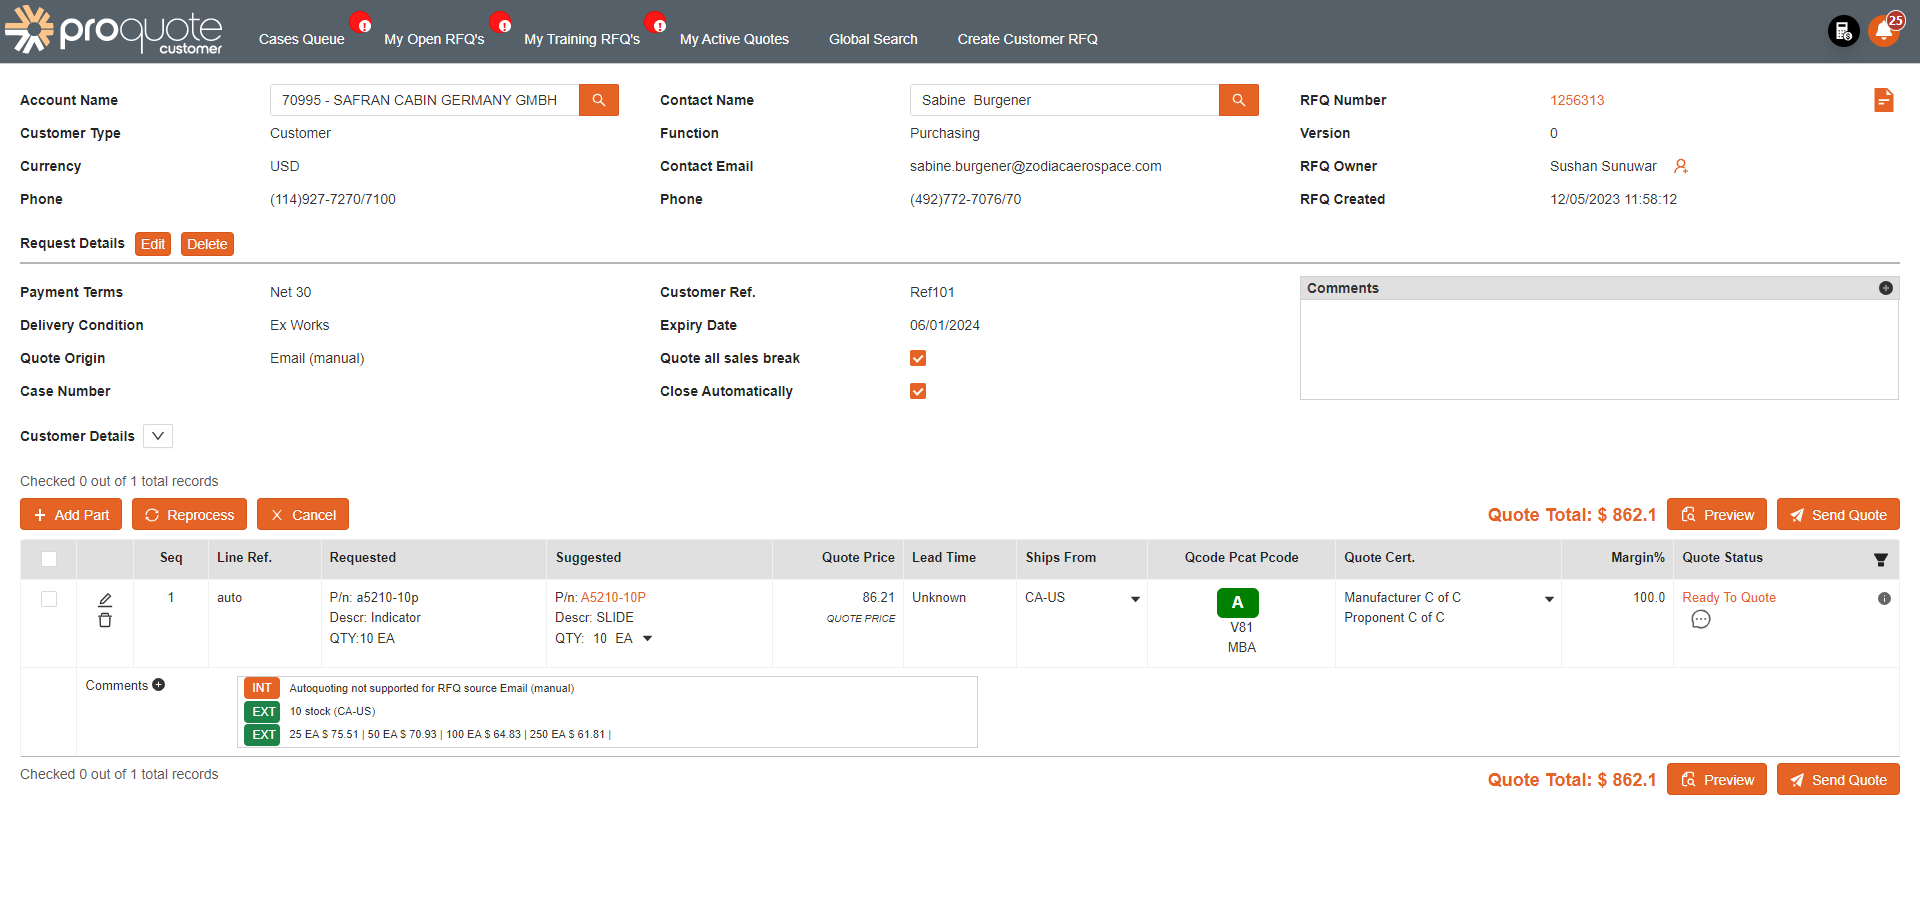 proquote
customer
Cases Queue
My Open RFQ's
My Training RFQ's
My Active Quotes
Global Search
Create Customer RFQ
25
Account Name
70995 - SAFRAN CABIN GERMANY GMBH
Contact Name
Sabine  Burgener
RFQ Number
1256313
Customer Type
Customer
Function
Purchasing
Version
0
Currency
USD
Contact Email
sabine.burgener@zodiacaerospace.com
RFQ Owner
Sushan Sunuwar
Phone
(114)927-7270/7100
Phone
(492)772-7076/70
RFQ Created
12/05/2023 11:58:12
Request Details
Edit
Delete
Payment Terms
Net 30
Customer Ref.
Ref101
Comments
Delivery Condition
Ex Works
Expiry Date
06/01/2024
Quote Origin
Email (manual)
Quote all sales break
Case Number
Close Automatically
Customer Details
Checked 0 out of 1 total records
Add Part
Reprocess
Cancel
Quote Total: $ 862.1
Preview
Send Quote
Seq
Line Ref.
Requested
Suggested
Quote Price
Lead Time
Ships From
Qcode Pcat Pcode
Quote Cert.
Margin%
Quote Status
1
auto
P/n: a5210-10p
Descr: Indicator
QTY:10 EA
P/n: A5210-10P
Descr: SLIDE
QTY: 10 EA
86.21
QUOTE PRICE
Unknown
CA-US
A
V81
MBA
Manufacturer C of C
Proponent C of C
100.0
Ready To Quote
Comments
INT Autoquoting not supported for RFQ source Email (manual)
EXT 10 stock (CA-US)
EXT 25 EA $ 75.51 | 50 EA $ 70.93 | 100 EA $ 64.83 | 250 EA $ 61.81 |
Checked 0 out of 1 total records
Quote Total: $ 862.1
Preview
Send Quote